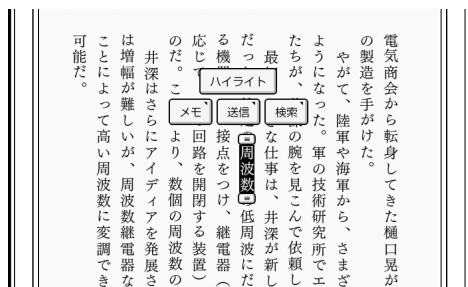 電気商会から転身してきた樋口晃が
の製造を手がけた。
やがて、陸軍や海軍から、さまざ
ようになった。軍の技術研究所でエ
たちが、深の腕を見こんで依頼し
最な仕事は、井深が新し
だっ周波数の低周波にだ
る機接点をつけ、継電器（
応じ回路を開閉する装置）
のだ。こより、数個の周波数の
井深はさらにアイディアを発展さ
は増幅が難しいが、周波数継電器な
ことによって高い周波数に変調でき
可能だ。
ハイライト
メモ
送信
検索